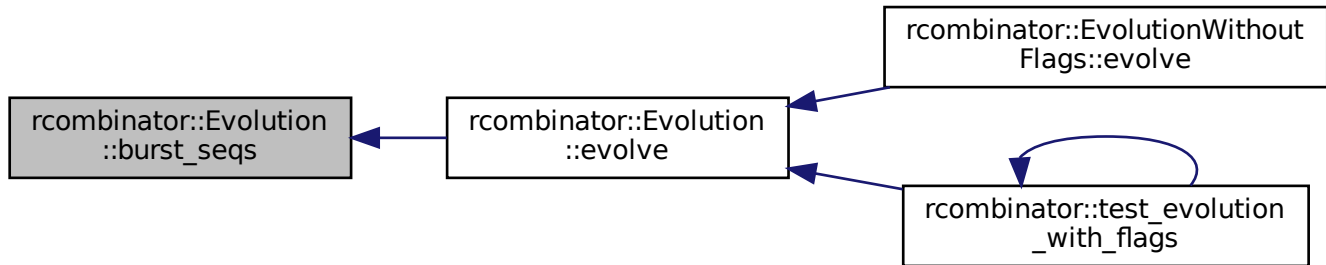 rcombinator::Evolution
::burst_seqs
rcombinator::Evolution
::evolve
rcombinator::EvolutionWithout
Flags::evolve
rcombinator::test_evolution
_with_flags